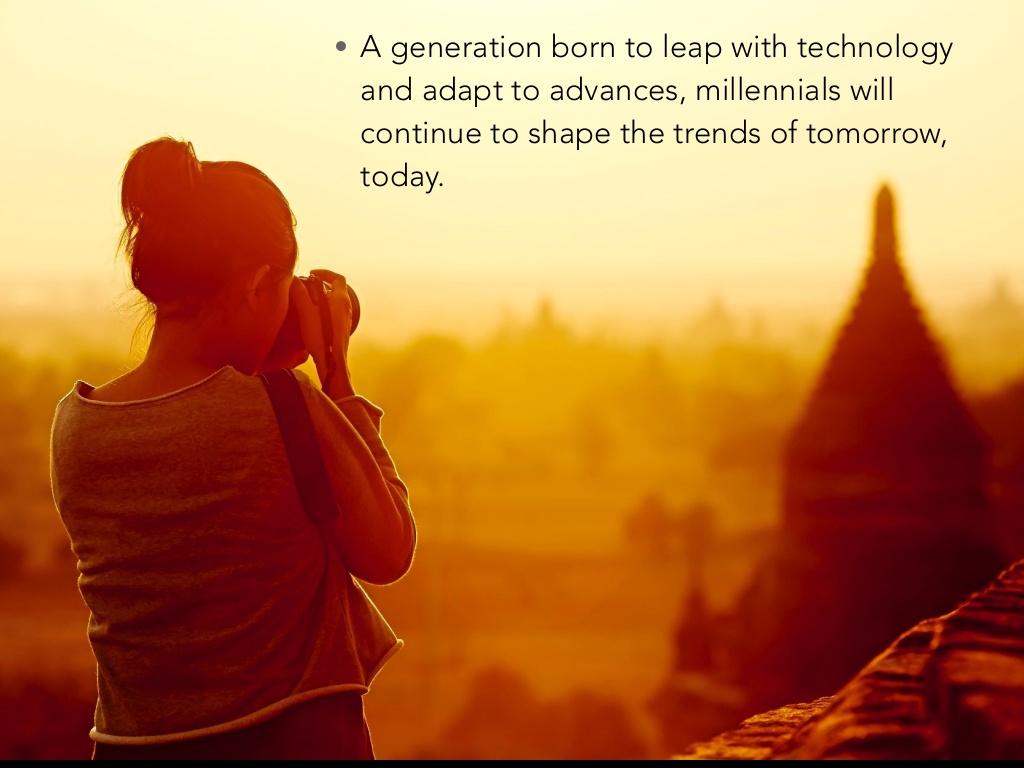 • A generation born to leap with technology
and adapt to advances, millennials will
continue to shape the trends of tomorrow,
today.